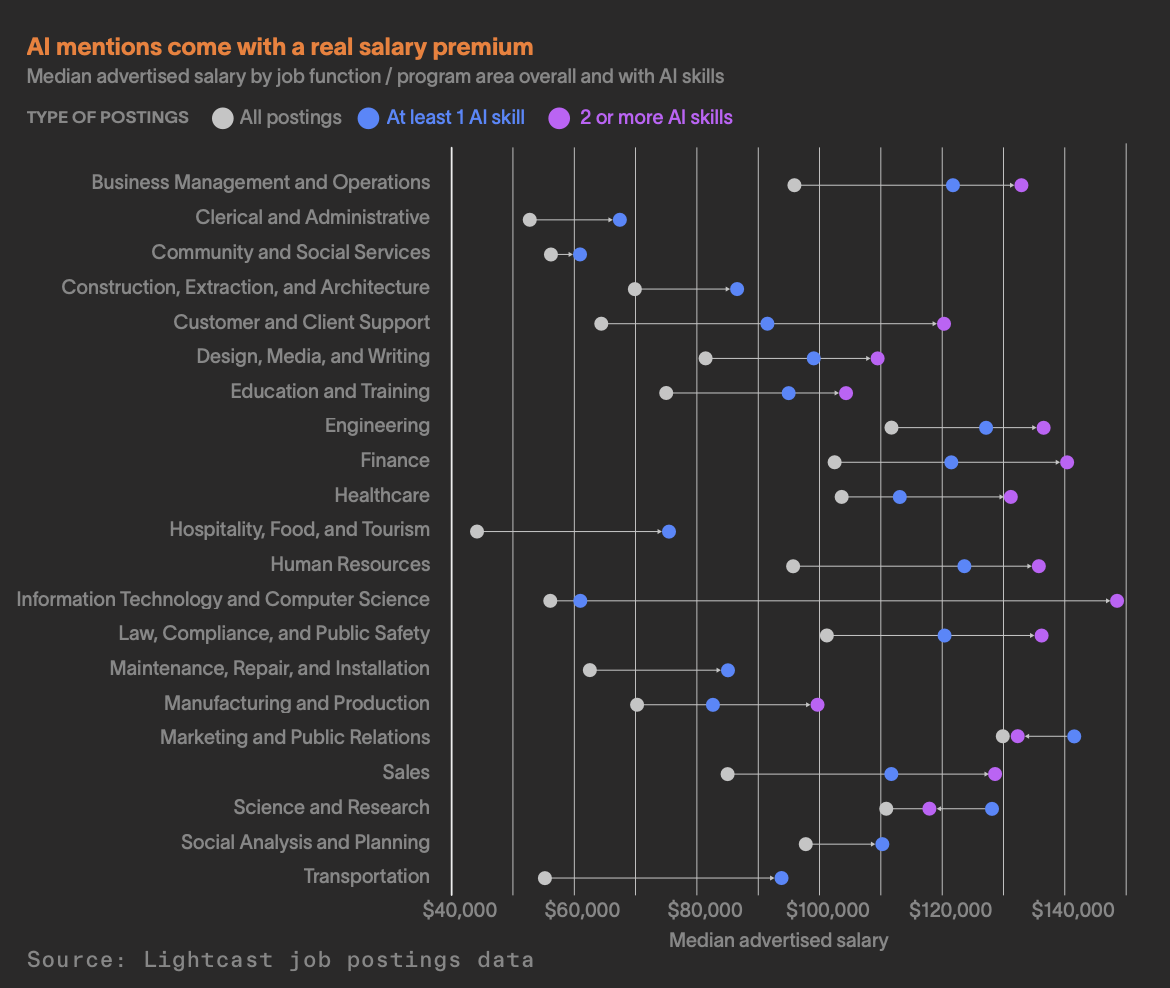 AI mentions come with a real salary premium
Median advertised salary by job function / program area overall and with AI skills
TYPE OF POSTINGS All postings At least 1 AI skill 2 or more AI skills
Business Management and Operations
Clerical and Administrative
Community and Social Services
Construction, Extraction, and Architecture
Customer and Client Support
Design, Media, and Writing
Education and Training
Engineering
Finance
Healthcare
Hospitality, Food, and Tourism
Human Resources
Information Technology and Computer Science
Law, Compliance, and Public Safety
Maintenance, Repair, and Installation
Manufacturing and Production
Marketing and Public Relations
Sales
Science and Research
Social Analysis and Planning
Transportation
$40,000 $60,000 $80,000 $100,000 $120,000 $140,000
Median advertised salary
Source: Lightcast job postings data